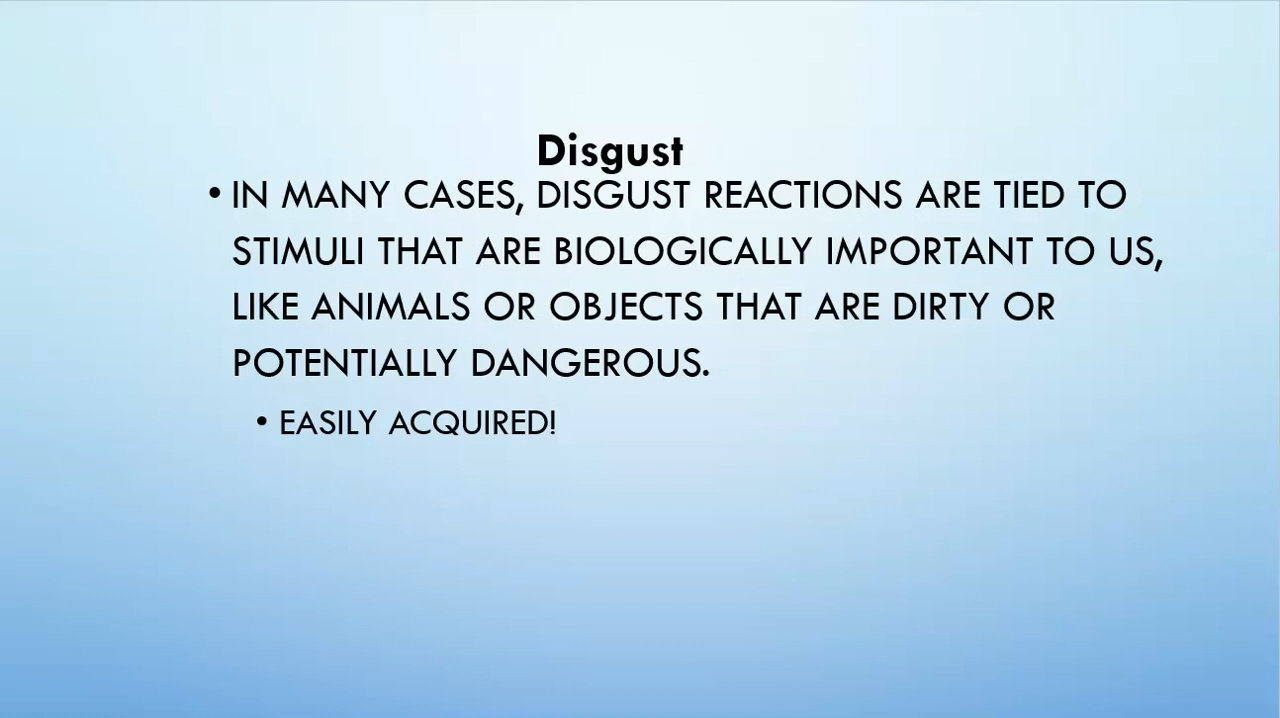 Disgust
• IN MANY CASES, DISGUST REACTIONS ARE TIED TO
STIMULI THAT ARE BIOLOGICALLY IMPORTANT TO US,
LIKE ANIMALS OR OBJECTS THAT ARE DIRTY OR
POTENTIALLY DANGEROUS.
• EASILY ACQUIRED!